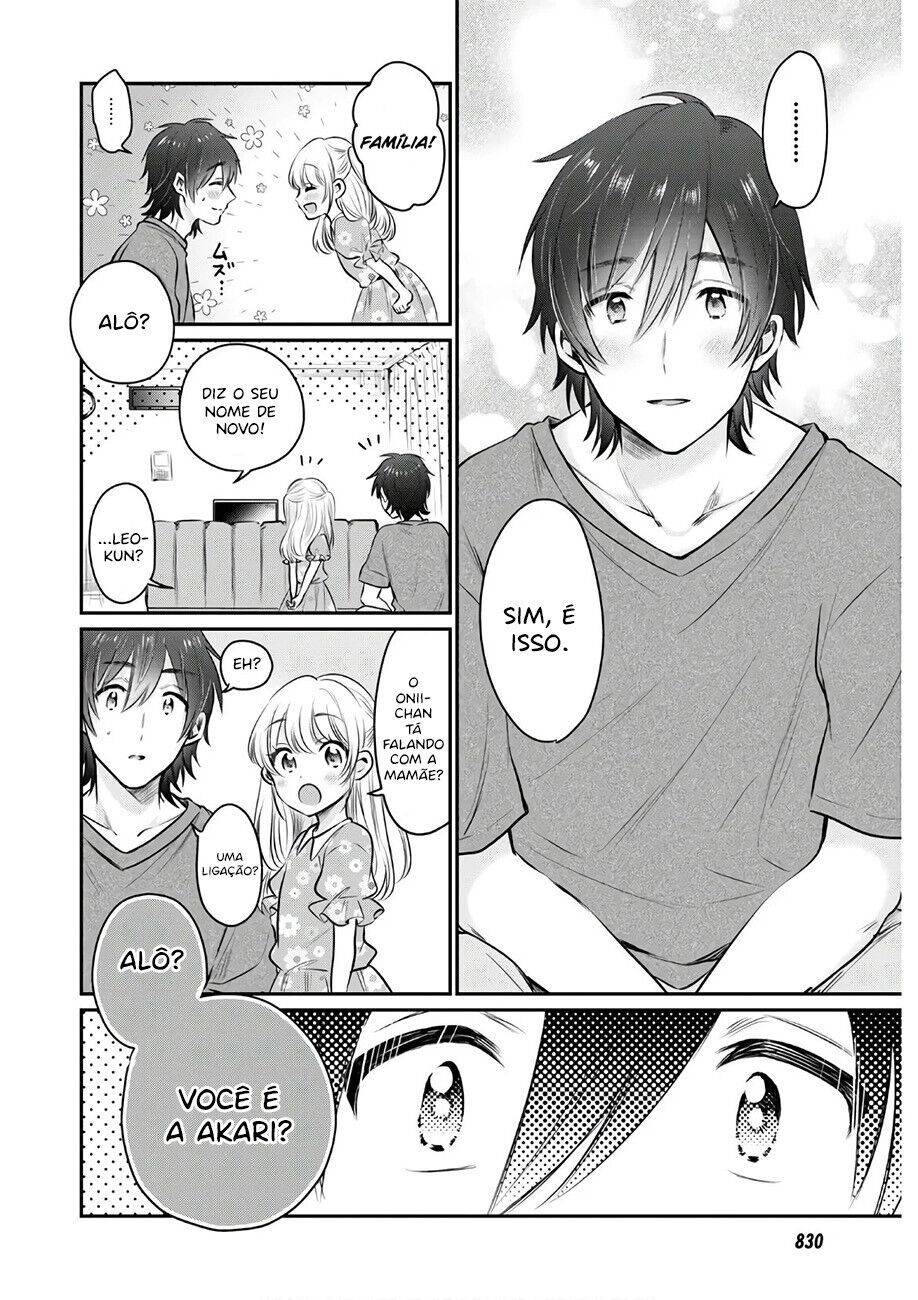 .......
SIM, É
ISSO.
FAMÍLIA!
.....
ムズ...
ALÔ?
DIZ O SEU
NOME DE
NOVO!
...LEO-
KUN?
O
ONII-
CHAN
TÁ
FALANDO
COM A
MAMÃE?
EH?
UMA
LIGAÇÃO?
ALÔ?
VOCÊ É
A AKARI?
830